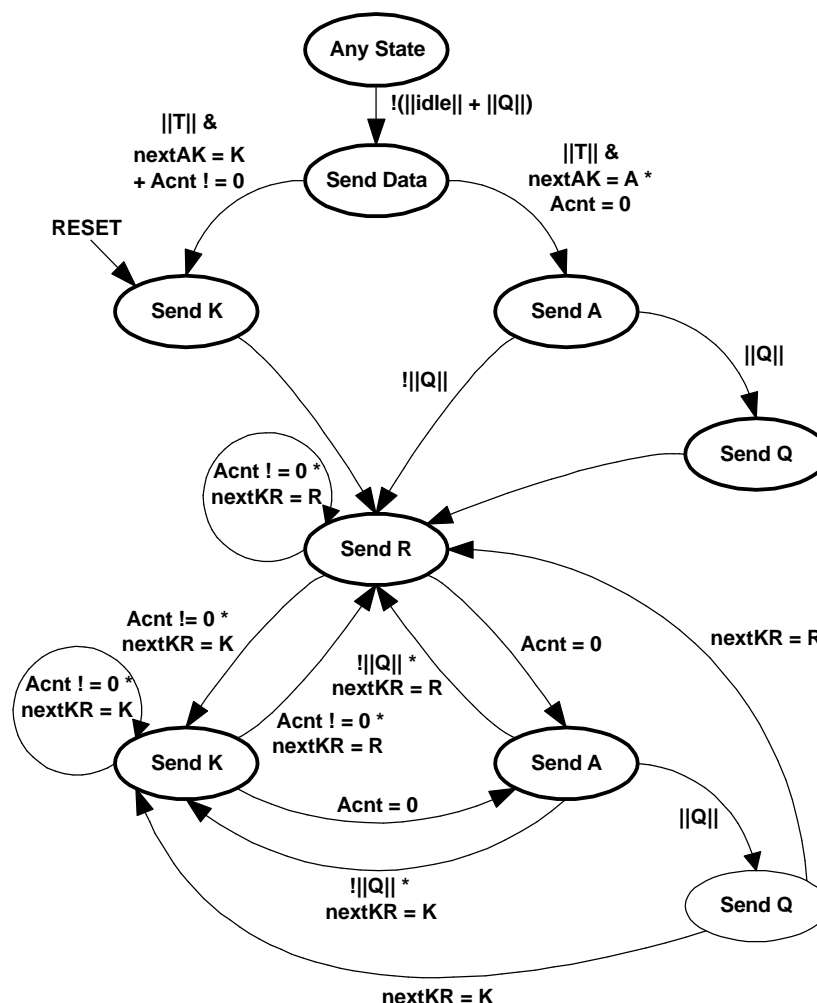 Any State
!(||idle|| + ||Q||)
||T|| &
nextAK = K
+ Acnt ! = 0
Send Data
||T|| &
nextAK = A *
Acnt = 0
RESET
Send K
Send A
||Q||
!||Q||
Send Q
Acnt ! = 0 *
nextKR = R
Send R
Acnt != 0 *
nextKR = K
Acnt = 0
nextKR = R
!||Q|| *
nextKR = R
Acnt ! = 0 *
nextKR = K
Acnt ! = 0 *
nextKR = R
Send K
Send A
Acnt = 0
||Q||
!||Q|| *
nextKR = K
Send Q
nextKR = K